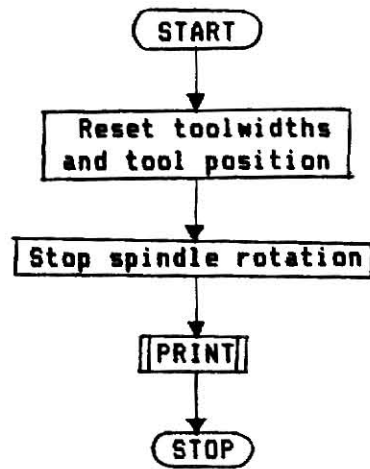 START
Reset toolwidths
and tool position
Stop spindle rotation
PRINT
STOP